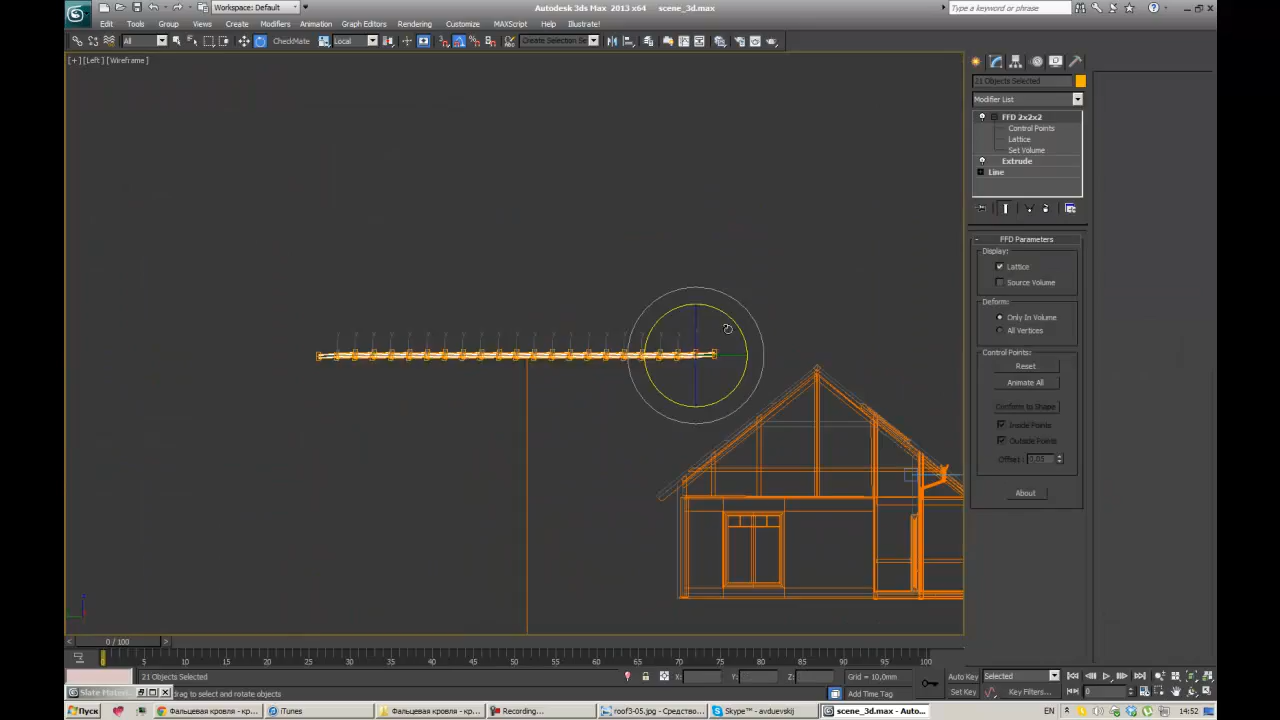 Workspace: Default
Autodesk 3ds Max  2013 x64    scene_3d.max
Type a keyword or phrase
Edit Tools Group Views Create Modifiers Animation Graph Editors Rendering Customize MAXScript Help Illustrate!
All CheckMate Local Create Selection Se
[+] [Left] [Wireframe]
21 Objects Selected
Modifier List
FFD 2x2x2
Control Points
Lattice
Set Volume
Extrude
Line
FFD Parameters
Display:
Lattice
Source Volume
Deform:
Only In Volume
All Vertices
Control Points:
Reset
Animate All
Conform to Shape
Inside Points
Outside Points
Offset: 0,05
About
0 / 100
0 5 10 15 20 25 30 35 40 45 50 55 60 65 70 75 80 85 90 95 100
21 Objects Selected X: Y: Z: Grid = 10,0mm Auto Key Selected
Slate Mater drag to select and rotate objects Add Time Tag Set Key Key Filters... 0
Пуск Фальцевая кровля - кр... iTunes Фальцевая кровля - кр... Recording... roof3-05.jpg - Средство... Skype™ - avduevskij scene_3d.max - Auto... EN 14:52